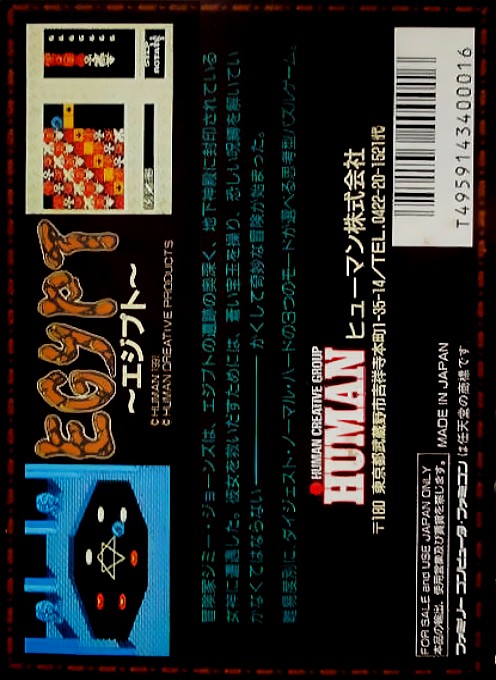 EGYPT
〜エジプト〜
© HUMAN 1991
© HUMAN CREATIVE PRODUCTS
STEP
ROTATE
冒険家ジミー・ジョーンズは、エジプトの遺跡の奥深く、地下神殿に封印されている
女神に遭遇した。彼女を救いだすためには、蒼い宝玉を操り、恐しい呪縛を解いてい
かなくてはならない――かくして奇妙な冒険が始まった。
難易度別に、ダイジェスト・ノーマル・ハードの3つのモードが選べる思考型パズルゲーム。
HUMAN CREATIVE GROUP
HUMAN ヒューマン株式会社
〒180 東京都武蔵野市吉祥寺本町1-35-14/TEL.0422-20-1521代
FOR SALE and USE JAPAN ONLY
本品の輸出、使用営業及び賃貸を禁じます。
MADE IN JAPAN
ファミリーコンピュータ・ファミコンは任天堂の商標です
T4959143400016